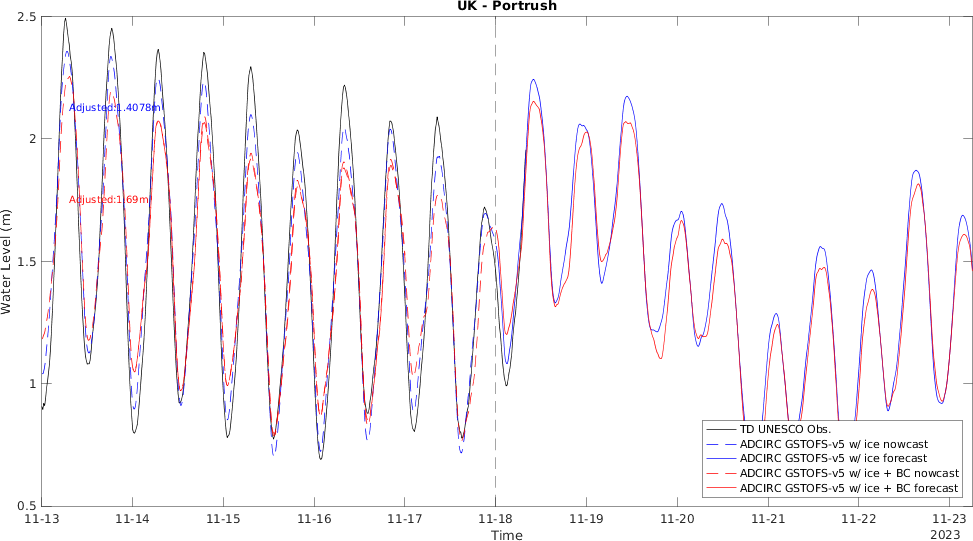 UK - Portrush
2.5
2
1.5
1
0.5
Water Level (m)
Adjusted:1.4078m
Adjusted:1.69m
TD UNESCO Obs.
ADCIRC GSTOFS-v5 w/ ice nowcast
ADCIRC GSTOFS-v5 w/ ice forecast
ADCIRC GSTOFS-v5 w/ ice + BC nowcast
ADCIRC GSTOFS-v5 w/ ice + BC forecast
11-13 11-14 11-15 11-16 11-17 11-18 11-19 11-20 11-21 11-22 11-23
Time
2023